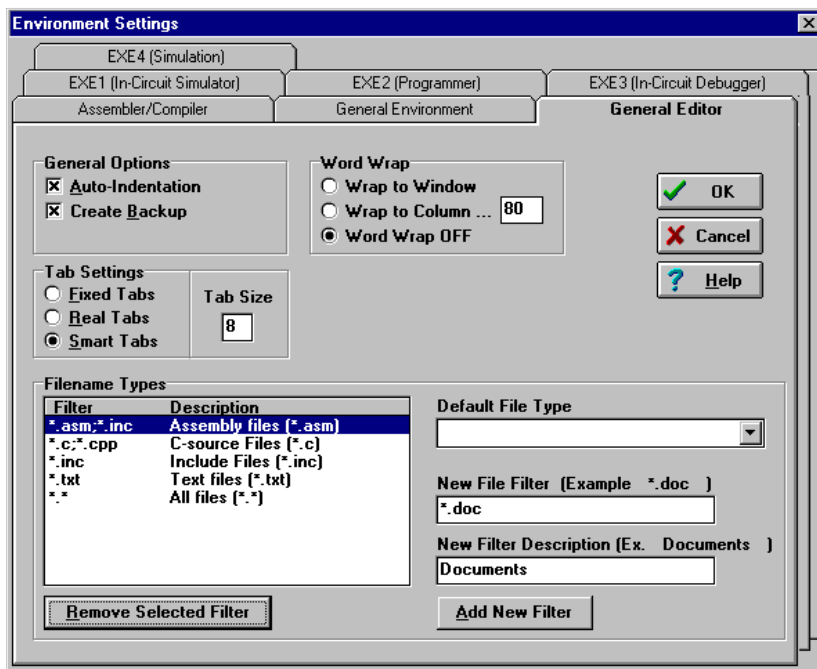 Environment Settings
EXE4 (Simulation)
EXE1 (In-Circuit Simulator) EXE2 (Programmer) EXE3 (In-Circuit Debugger)
Assembler/Compiler General Environment General Editor
General Options
Auto-Indentation
Create Backup
Word Wrap
Wrap to Window
Wrap to Column ... 80
Word Wrap OFF
OK
Cancel
Help
Tab Settings
Fixed Tabs
Real Tabs
Smart Tabs
Tab Size
8
Filename Types
Filter Description
*.asm;*.inc Assembly files (*.asm)
*.c;*.cpp C-source Files (*.c)
*.inc Include Files (*.inc)
*.txt Text files (*.txt)
*.* All files (*.*)
Remove Selected Filter
Default File Type
New File Filter (Example *.doc )
*.doc
New Filter Description (Ex. Documents )
Documents
Add New Filter